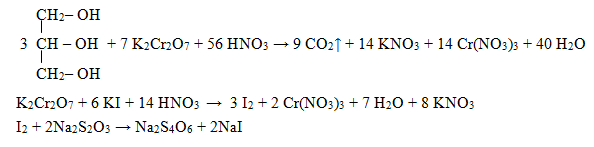 CH₂– OH
3 CH – OH + 7 K₂Cr₂O₇ + 56 HNO₃ → 9 CO₂↑ + 14 KNO₃ + 14 Cr(NO₃)₃ + 40 H₂O
CH₂– OH
K₂Cr₂O₇ + 6 KI + 14 HNO₃ → 3 I₂ + 2 Cr(NO₃)₃ + 7 H₂O + 8 KNO₃
I₂ + 2Na₂S₂O₃ → Na₂S₄O₆ + 2NaI